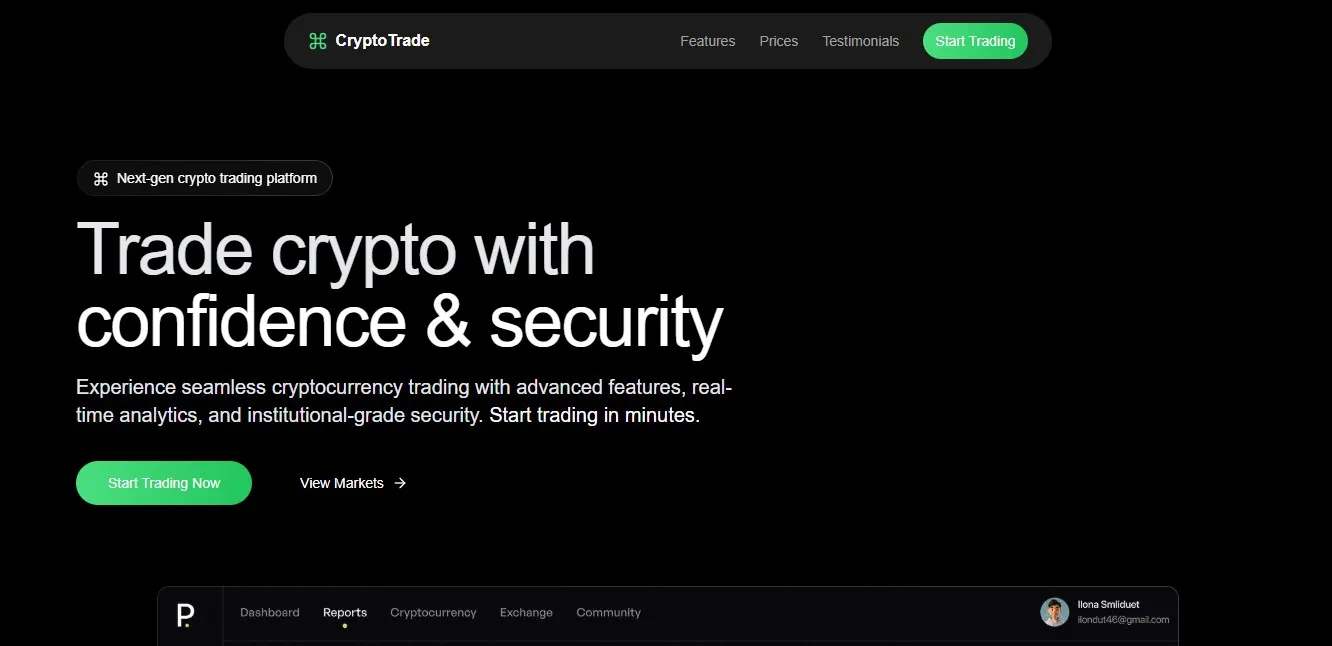 CryptoTrade
Features
Prices
Testimonials
Start Trading
Next-gen crypto trading platform
Trade crypto with
confidence & security
Experience seamless cryptocurrency trading with advanced features, real-
time analytics, and institutional-grade security. Start trading in minutes.
Start Trading Now
View Markets →
P.
Dashboard
Reports
Cryptocurrency
Exchange
Community
Ilona Smliduet
ilondut46@gmail.com